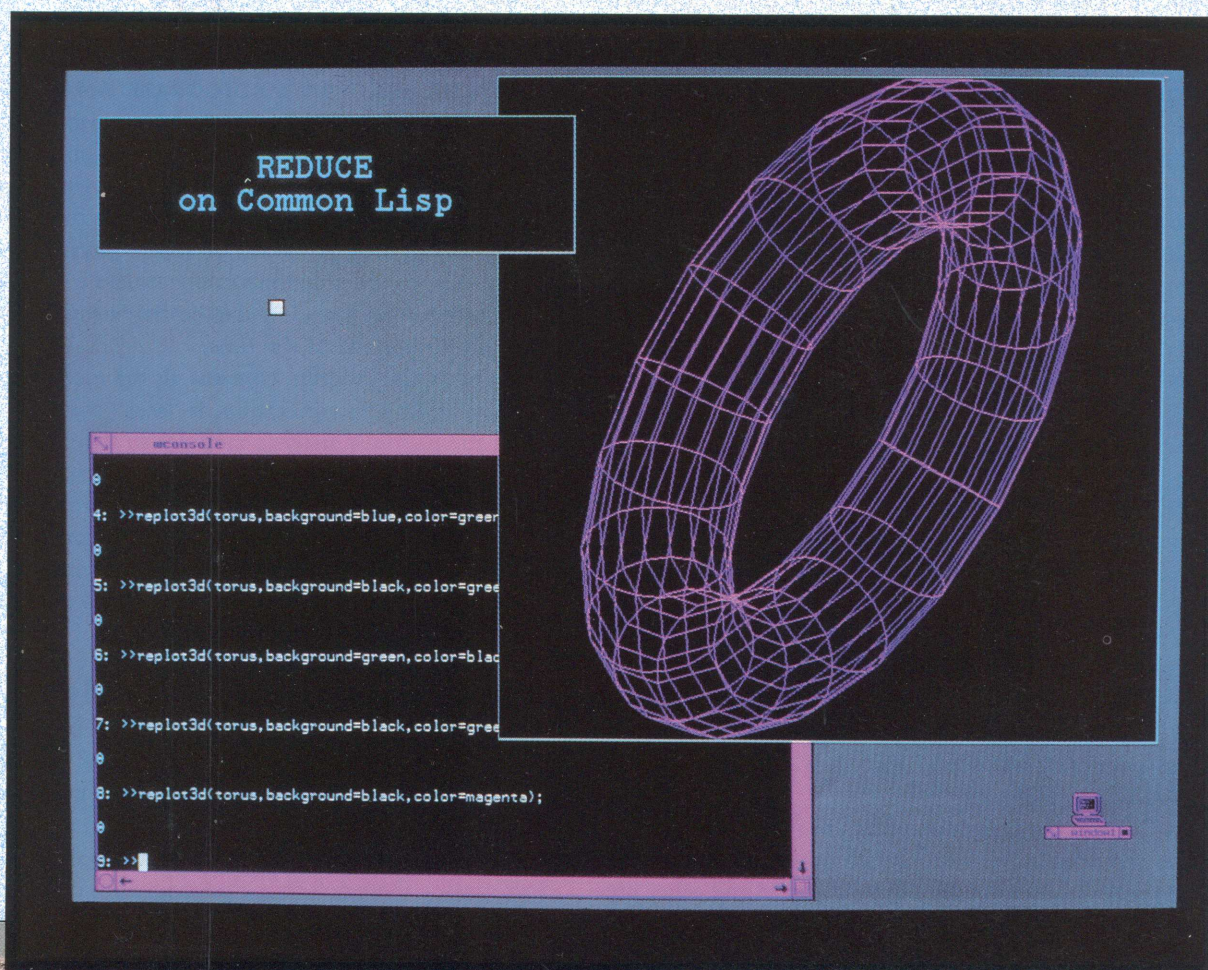 REDUCE
on Common Lisp
mconsole
0
4: >>replot3d(torus,background=blue,color=green
0
5: >>replot3d(torus,background=black,color=gree
0
6: >>replot3d(torus,background=green,color=blac
0
7: >>replot3d(torus,background=black,color=gree
0
8: >>replot3d(torus,background=black,color=magenta);
0
9: >>
window1